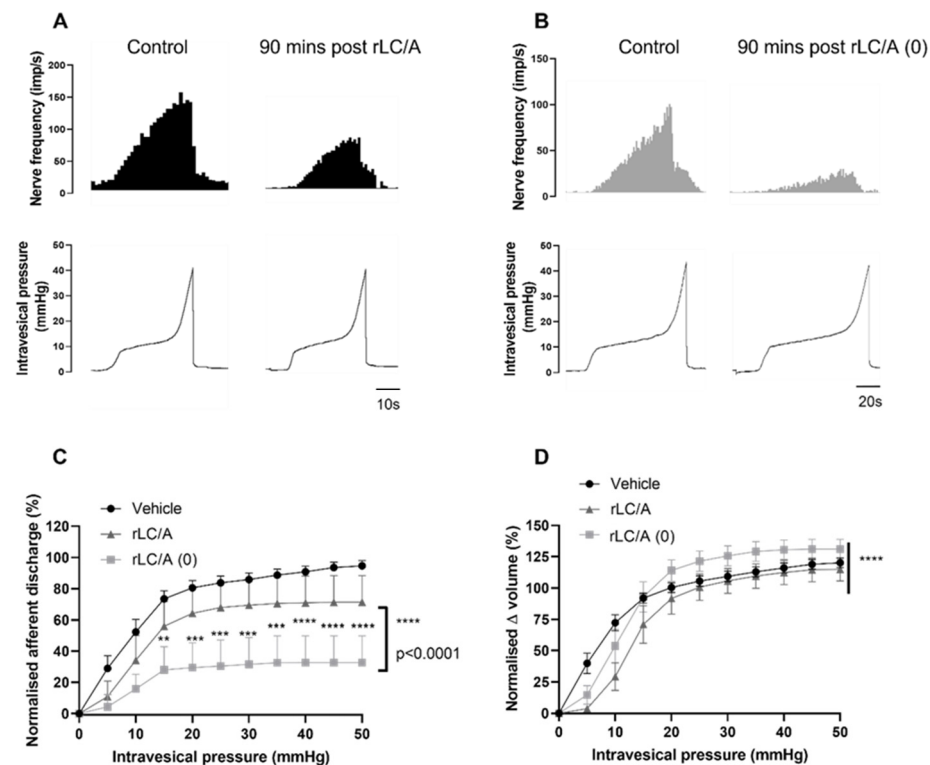 A
B
Control
90 mins post rLC/A
Control
90 mins post rLC/A (0)
Nerve frequency (imp/s)
200
150
100
50
0
Nerve frequency (imp/s)
150
100
50
0
Intravesical pressure
(mmHg)
60
50
40
30
20
10
0
10s
Intravesical pressure
(mmHg)
50
40
30
20
10
0
20s
C
Vehicle
rLC/A
rLC/A (0)
Normalised afferent discharge (%)
120
100
80
60
40
20
0
** *** *** *** *** **** **** ****
****
p<0.0001
0 10 20 30 40 50
Intravesical pressure (mmHg)
D
Vehicle
rLC/A
rLC/A (0)
Normalised Δ volume (%)
150
125
100
75
50
25
0
****
0 10 20 30 40 50
Intravesical pressure (mmHg)